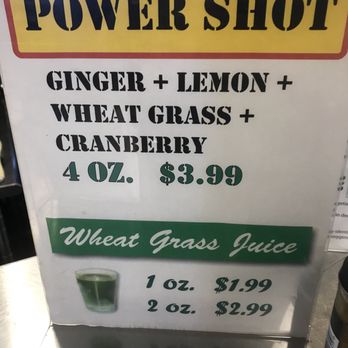 POWER SHOT
GINGER + LEMON +
WHEAT GRASS +
CRANBERRY
4 OZ. $3.99
Wheat Grass Juice
1 oz. $1.99
2 oz. $2.99